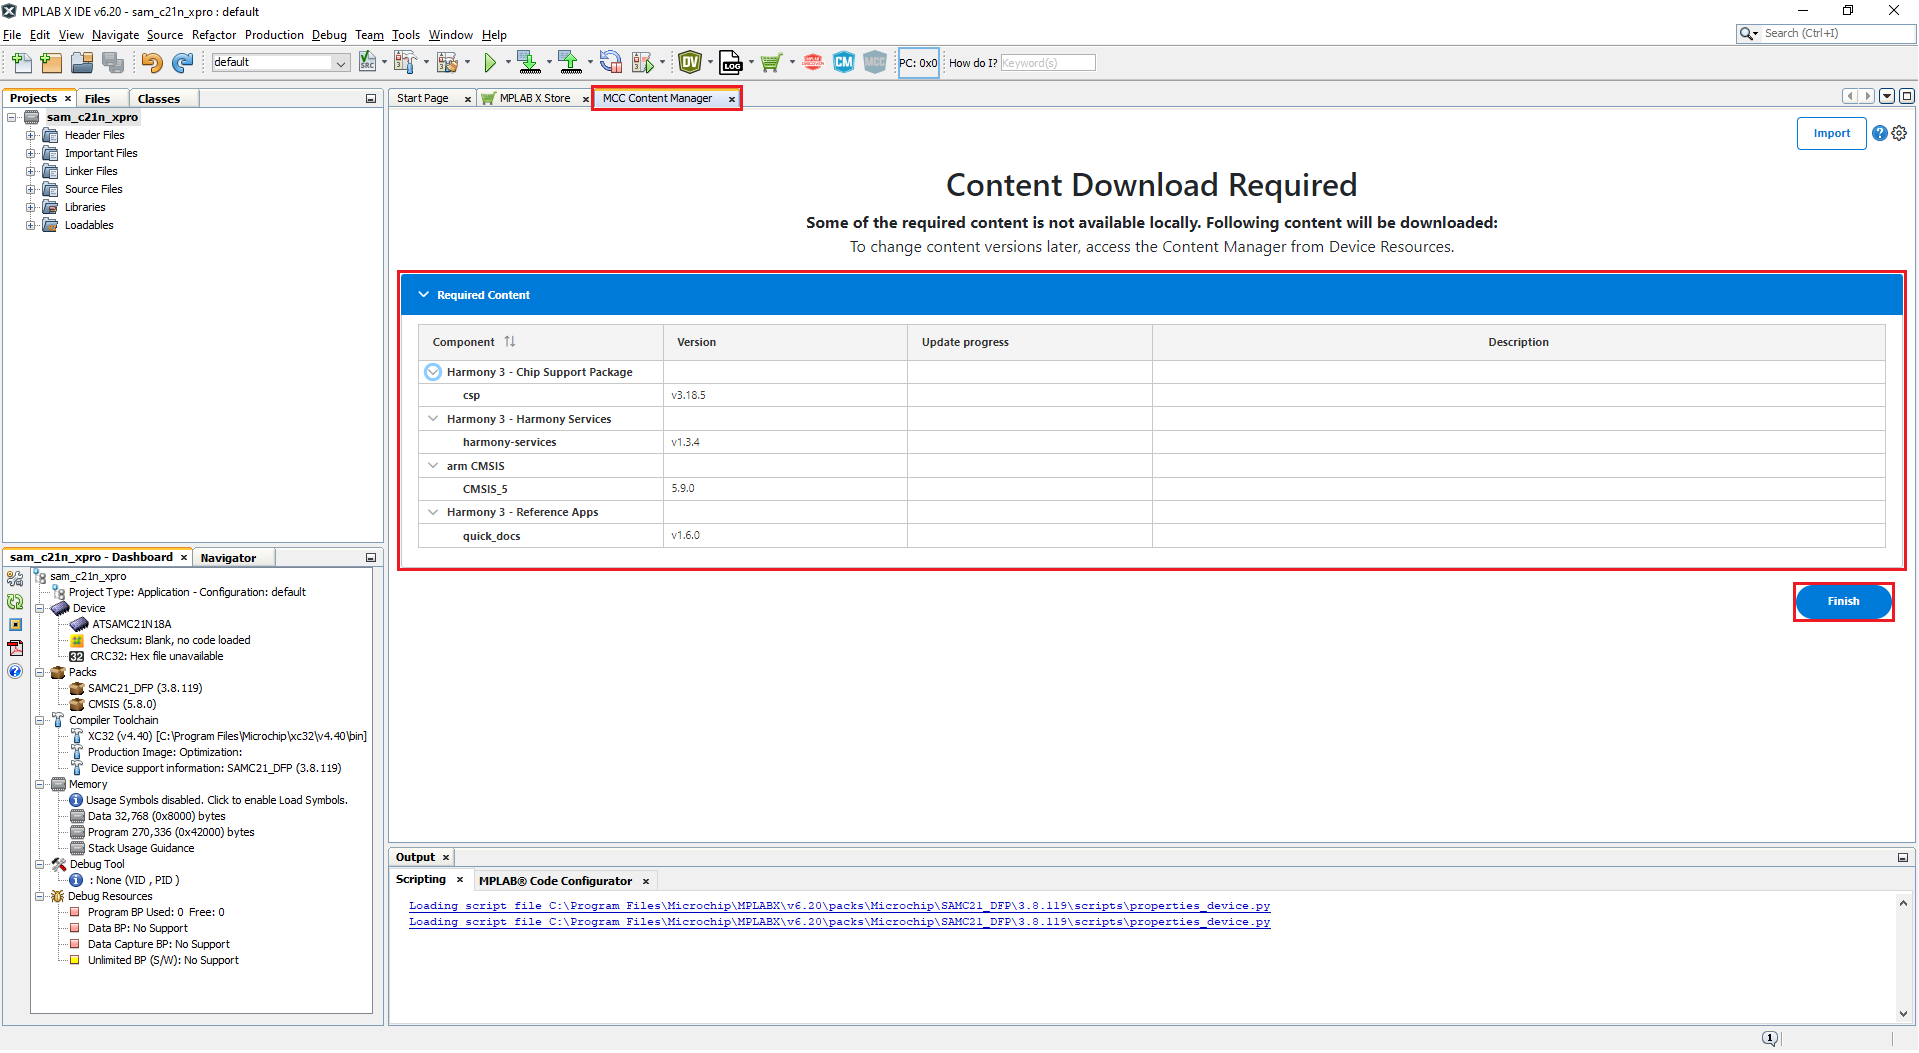 MPLAB X IDE v6.20 - sam_c21n_xpro : default
File Edit View Navigate Source Refactor Production Debug Team Tools Window Help
Search (Ctrl+I)
default
SRC
DV
LOG
CM
MCC
PC: 0x0
How do I?
Keyword(s)
Projects Files Classes
Start Page MPLAB X Store MCC Content Manager
sam_c21n_xpro
Header Files
Important Files
Linker Files
Source Files
Libraries
Loadables
Import
Content Download Required
Some of the required content is not available locally. Following content will be downloaded:
To change content versions later, access the Content Manager from Device Resources.
Required Content
Component Version Update progress Description
Harmony 3 - Chip Support Package
csp v3.18.5
Harmony 3 - Harmony Services
harmony-services v1.3.4
arm CMSIS
CMSIS_5 5.9.0
Harmony 3 - Reference Apps
quick_docs v1.6.0
Finish
sam_c21n_xpro - Dashboard Navigator
sam_c21n_xpro
Project Type: Application - Configuration: default
Device
ATSAMC21N18A
Checksum: Blank, no code loaded
32 CRC32: Hex file unavailable
Packs
SAMC21_DFP (3.8.119)
CMSIS (5.8.0)
Compiler Toolchain
XC32 (v4.40) [C:\Program Files\Microchip\xc32\v4.40\bin]
Production Image: Optimization:
Device support information: SAMC21_DFP (3.8.119)
Memory
Usage Symbols disabled. Click to enable Load Symbols.
Data 32,768 (0x8000) bytes
Program 270,336 (0x42000) bytes
Stack Usage Guidance
Debug Tool
: None (VID , PID )
Debug Resources
Program BP Used: 0 Free: 0
Data BP: No Support
Data Capture BP: No Support
Unlimited BP (S/W): No Support
Output
Scripting MPLAB® Code Configurator
Loading script file C:\Program Files\Microchip\MPLABX\v6.20\packs\Microchip\SAMC21_DFP\3.8.119\scripts\properties_device.py
Loading script file C:\Program Files\Microchip\MPLABX\v6.20\packs\Microchip\SAMC21_DFP\3.8.119\scripts\properties_device.py
1